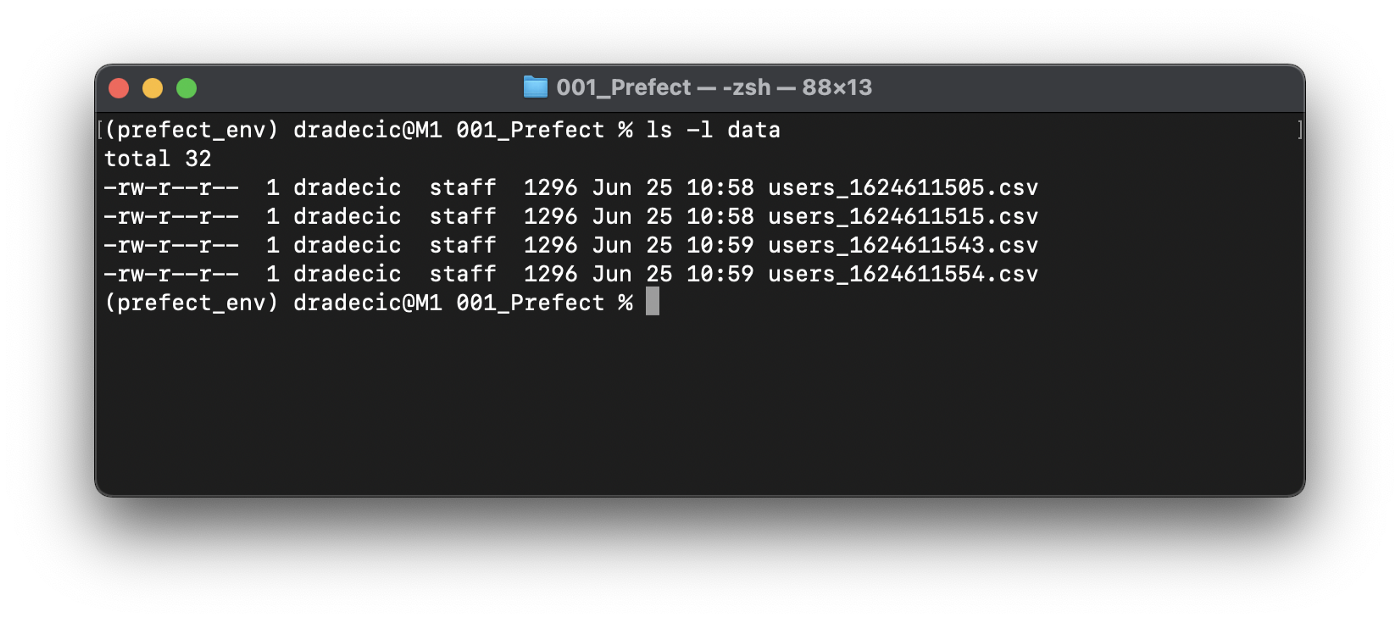 001_Prefect — -zsh — 88×13
[(prefect_env) dradecic@M1 001_Prefect % ls -l data ]
total 32
-rw-r--r--  1 dradecic  staff  1296 Jun 25 10:58 users_1624611505.csv
-rw-r--r--  1 dradecic  staff  1296 Jun 25 10:58 users_1624611515.csv
-rw-r--r--  1 dradecic  staff  1296 Jun 25 10:59 users_1624611543.csv
-rw-r--r--  1 dradecic  staff  1296 Jun 25 10:59 users_1624611554.csv
(prefect_env) dradecic@M1 001_Prefect %